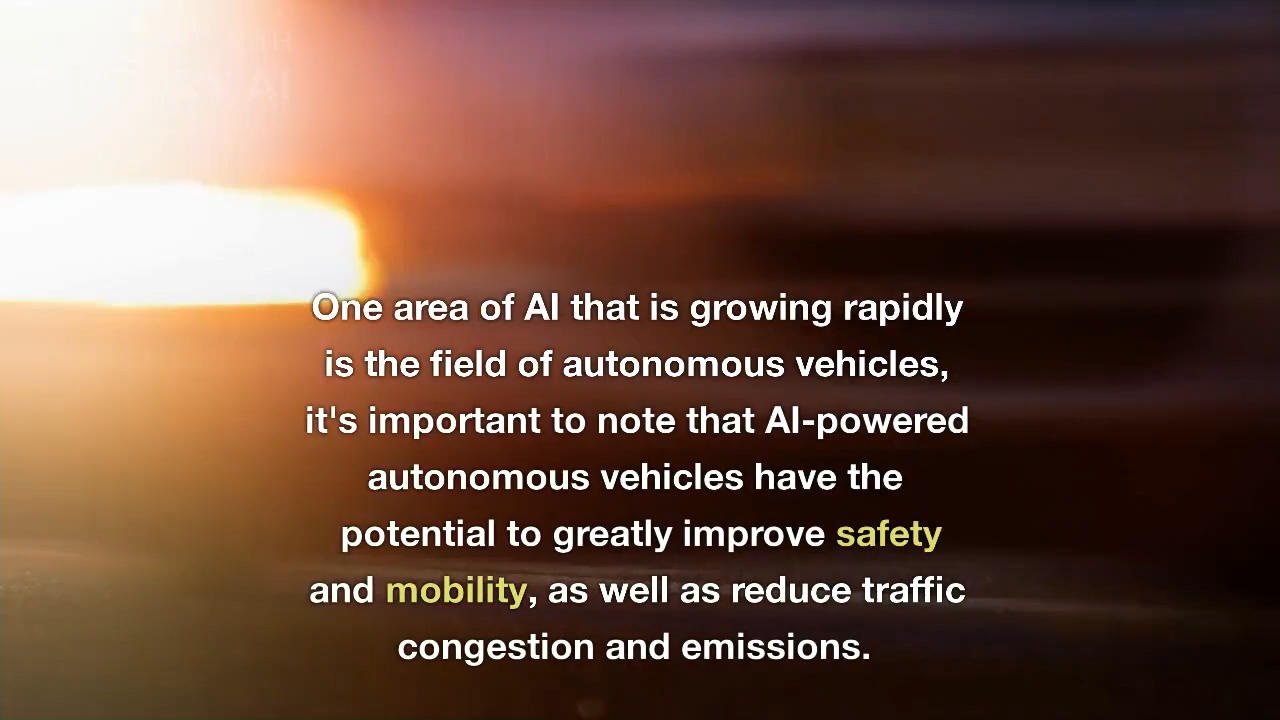 One area of AI that is growing rapidly
is the field of autonomous vehicles,
it's important to note that AI-powered
autonomous vehicles have the
potential to greatly improve safety
and mobility, as well as reduce traffic
congestion and emissions.